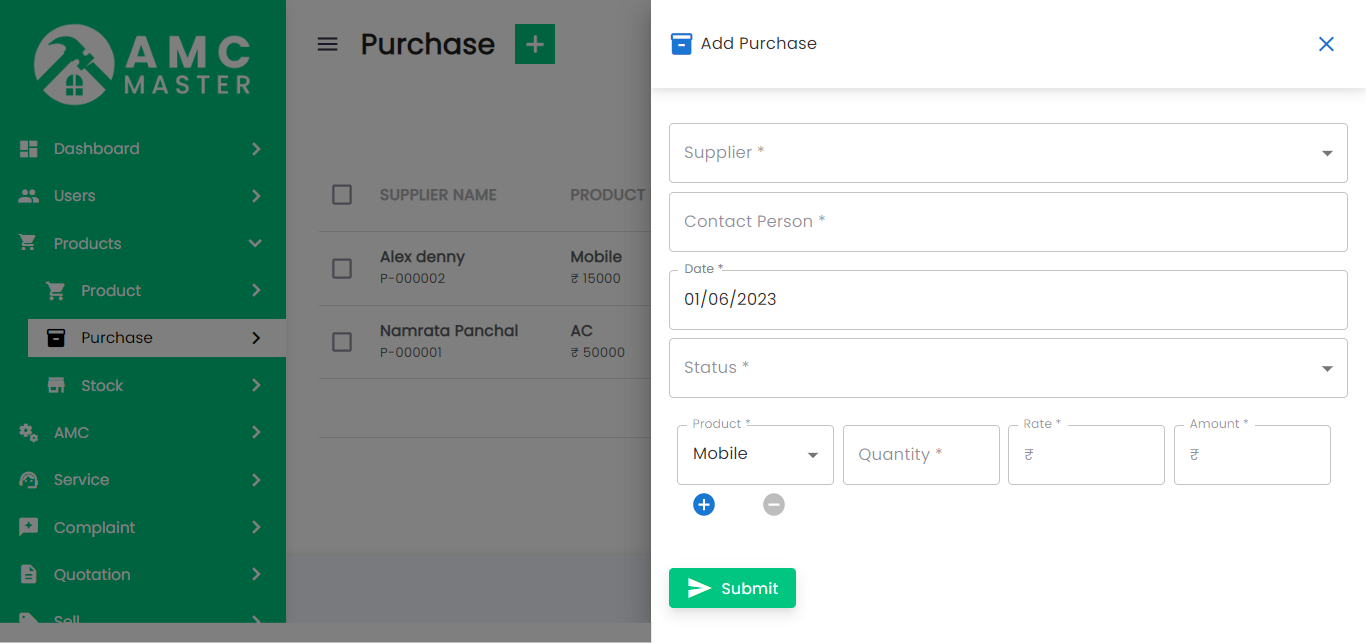 AMC
MASTER
Dashboard
Users
Products
Product
Purchase
Stock
AMC
Service
Complaint
Quotation
Sell
Purchase
SUPPLIER NAME PRODUCT
Alex denny Mobile
P-000002 ₹ 15000
Namrata Panchal AC
P-000001 ₹ 50000
Add Purchase
Supplier *
Contact Person *
Date *
01/06/2023
Status *
Product * Rate * Amount *
Mobile Quantity * ₹ ₹
Submit